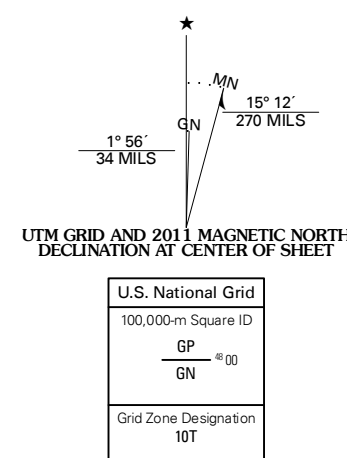 ★
MN
GN
15° 12´
270 MILS
1° 56´
34 MILS
UTM GRID AND 2011 MAGNETIC NORTH
DECLINATION AT CENTER OF SHEET
U.S. National Grid
100,000-m Square ID
GP
48 00
GN
Grid Zone Designation
10T